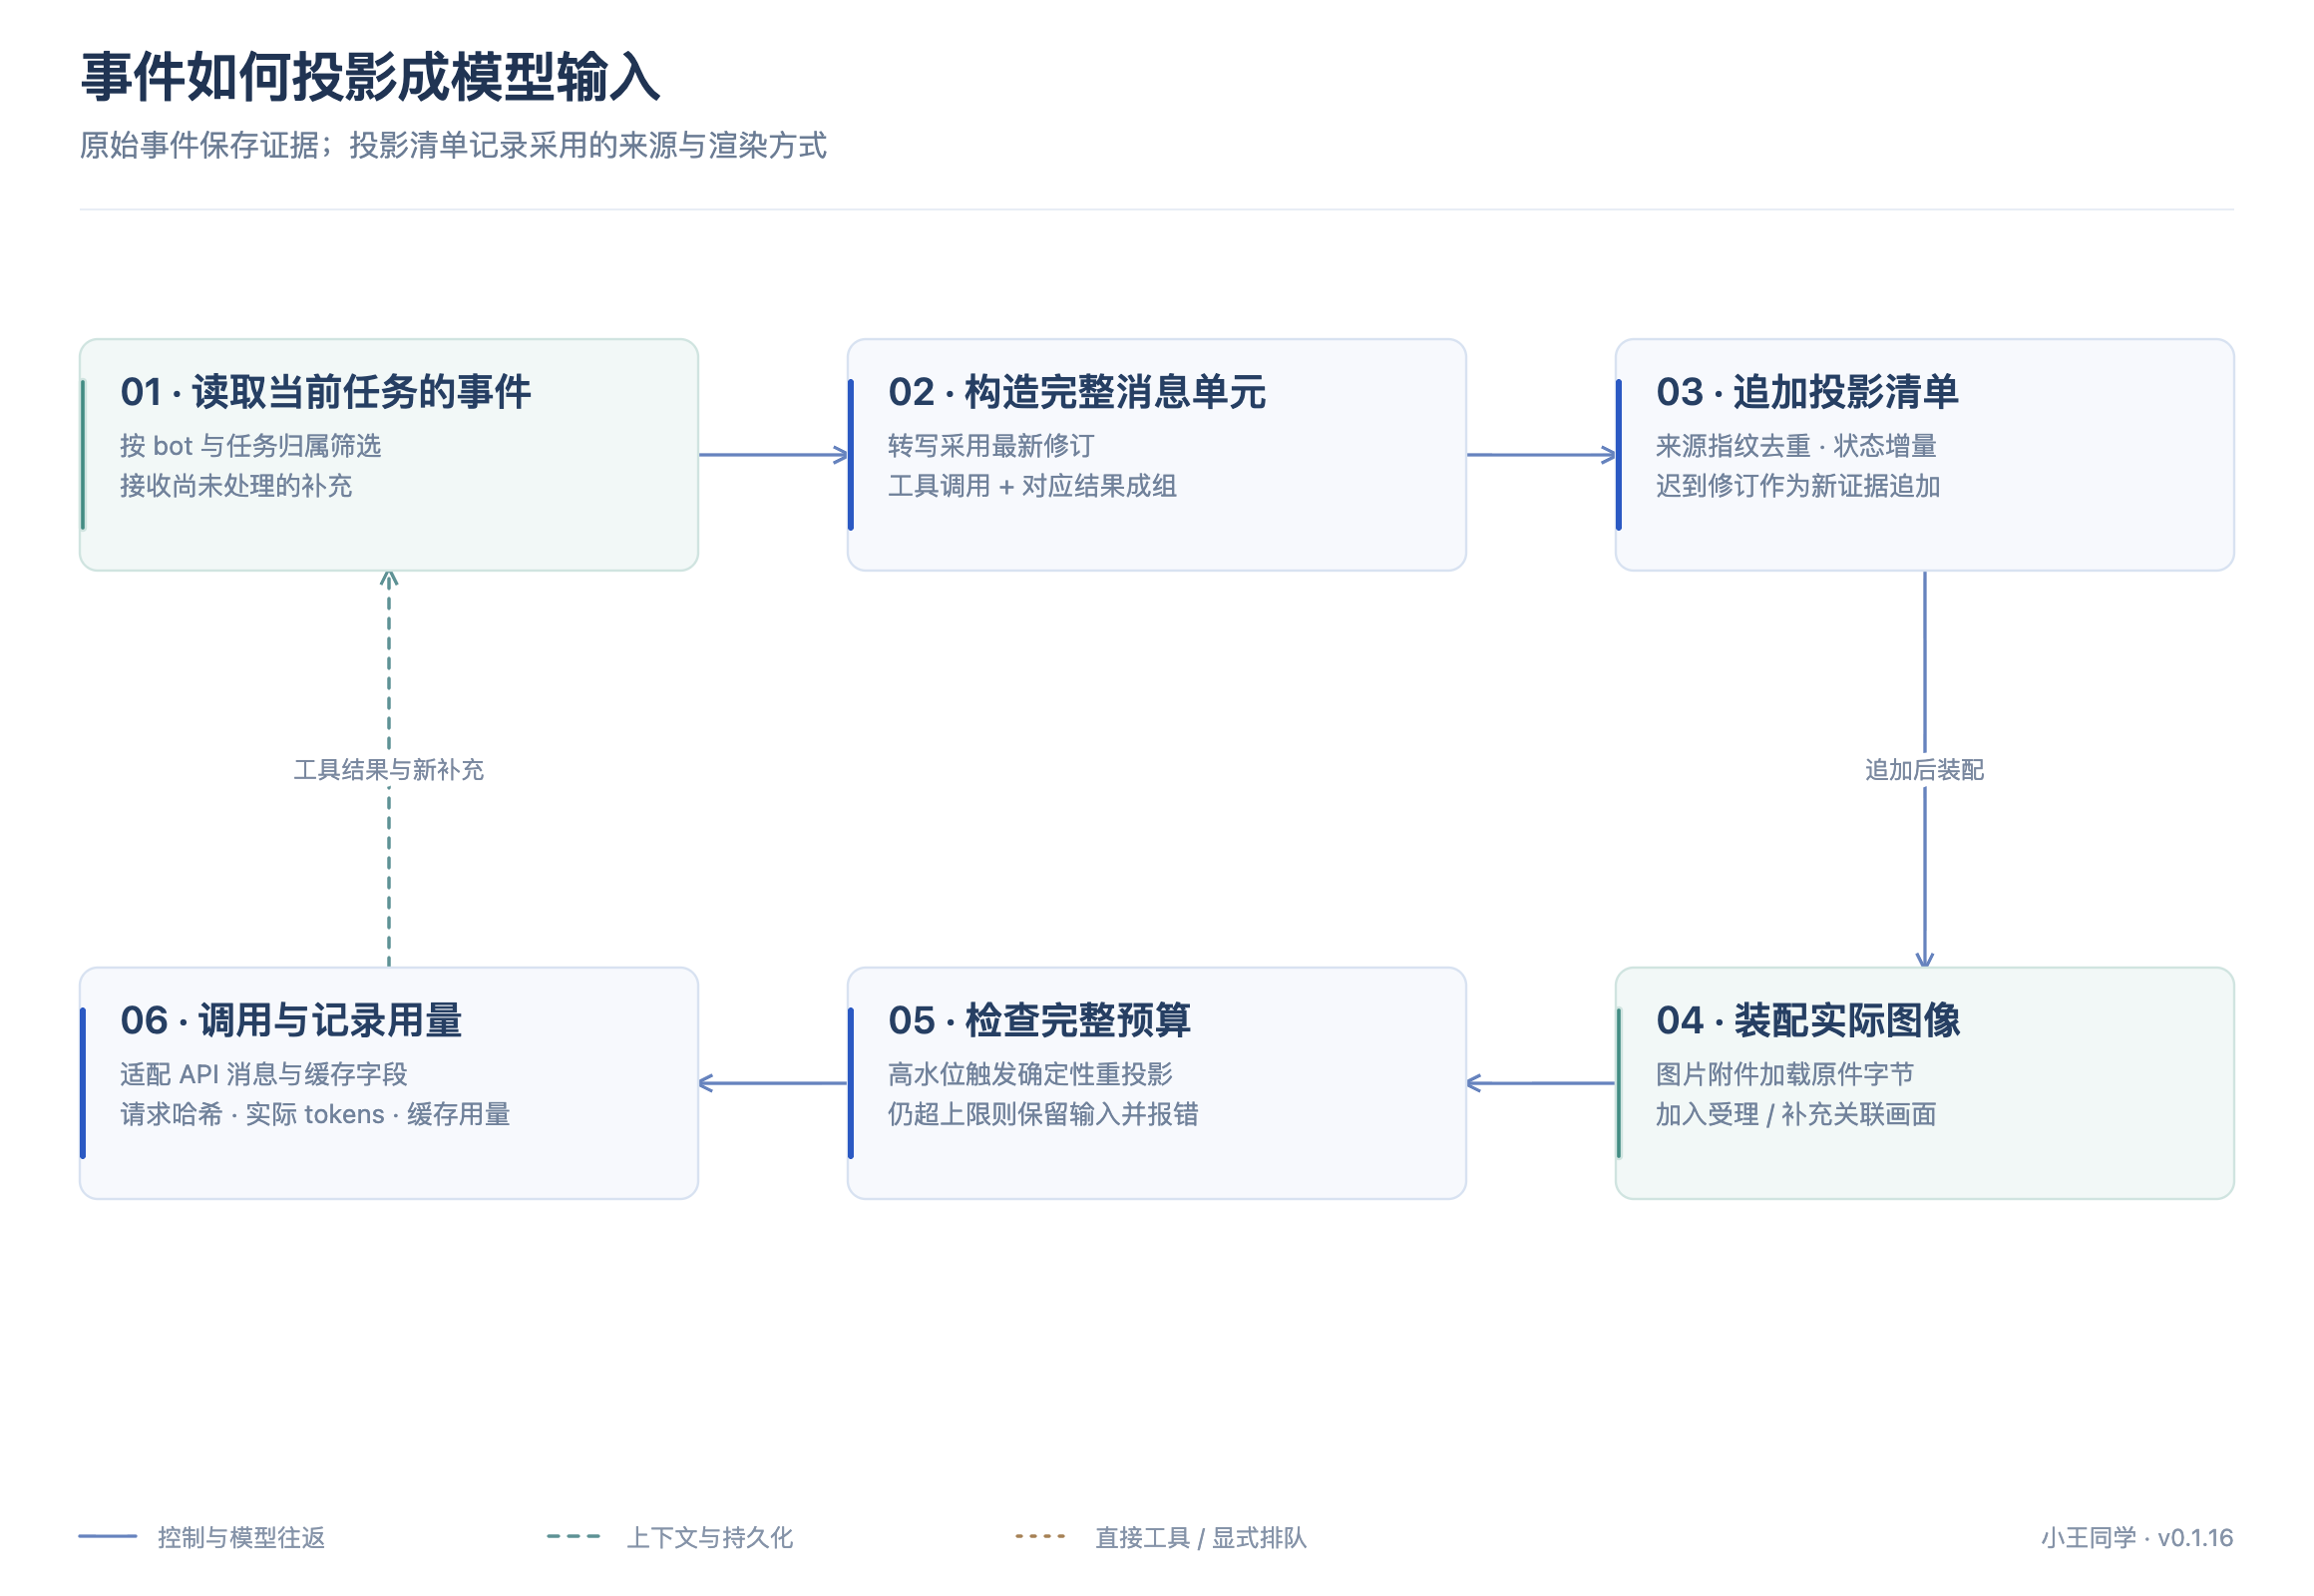 事件如何投影成模型输入
原始事件保存证据；投影清单记录采用的来源与渲染方式
01 · 读取当前任务的事件
按 bot 与任务归属筛选
接收尚未处理的补充
02 · 构造完整消息单元
转写采用最新修订
工具调用 + 对应结果成组
03 · 追加投影清单
来源指纹去重 · 状态增量
迟到修订作为新证据追加
工具结果与新补充
追加后装配
06 · 调用与记录用量
适配 API 消息与缓存字段
请求哈希 · 实际 tokens · 缓存用量
05 · 检查完整预算
高水位触发确定性重投影
仍超上限则保留输入并报错
04 · 装配实际图像
图片附件加载原件字节
加入受理 / 补充关联画面
控制与模型往返
上下文与持久化
直接工具 / 显式排队
小王同学 · v0.1.16